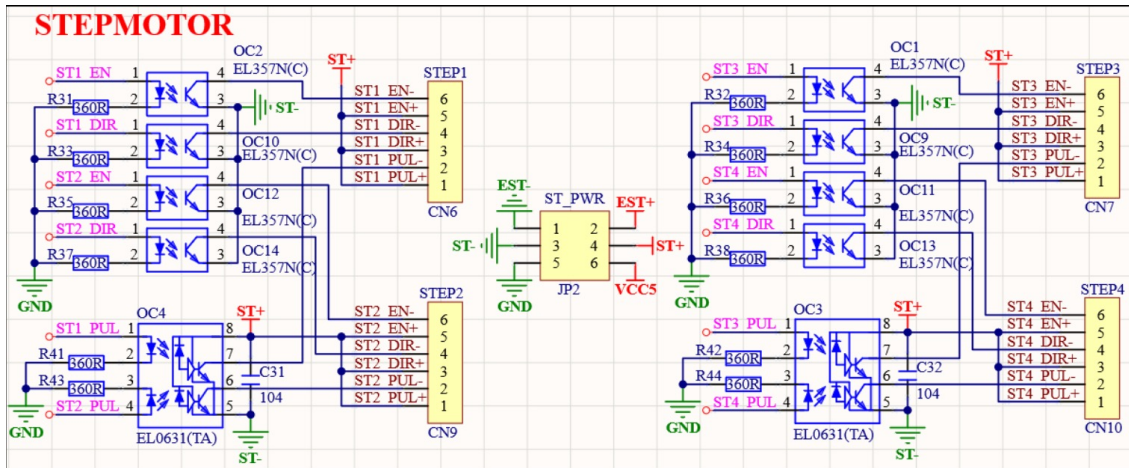 STEPMOTOR
OC2
EL357N(C)
ST1 EN 1 4
R31 360R 2 3
ST-
ST1 DIR 1 4
R33 360R 2 3
OC10
EL357N(C)
ST2 EN 1 4
R35 360R 2 3
OC12
EL357N(C)
ST2 DIR 1 4
R37 360R 2 3
OC14
EL357N(C)
GND
ST+
STEP1
ST1 EN- 6
ST1 EN+ 5
ST1 DIR- 4
ST1 DIR+ 3
ST1 PUL- 2
ST1 PUL+ 1
CN6
OC4
ST1 PUL 1 8
R41 360R 2 7
R43 360R 3 6
ST2 PUL 4 5
GND
EL0631(TA)
ST+
C31
104
ST-
STEP2
ST2 EN- 6
ST2 EN+ 5
ST2 DIR- 4
ST2 DIR+ 3
ST2 PUL- 2
ST2 PUL+ 1
CN9
ST_PWR
EST- 1 2 EST+
ST- 3 4 ST+
GND 5 6 VCC5
JP2
OC1
EL357N(C)
ST3 EN 1 4
R32 360R 2 3
ST-
ST3 DIR 1 4
R34 360R 2 3
OC9
EL357N(C)
ST4 EN 1 4
R36 360R 2 3
OC11
EL357N(C)
ST4 DIR 1 4
R38 360R 2 3
OC13
EL357N(C)
GND
ST+
STEP3
ST3 EN- 6
ST3 EN+ 5
ST3 DIR- 4
ST3 DIR+ 3
ST3 PUL- 2
ST3 PUL+ 1
CN7
OC3
ST3 PUL 1 8
R42 360R 2 7
R44 360R 3 6
ST4 PUL 4 5
GND
EL0631(TA)
ST+
C32
104
ST-
STEP4
ST4 EN- 6
ST4 EN+ 5
ST4 DIR- 4
ST4 DIR+ 3
ST4 PUL- 2
ST4 PUL+ 1
CN10